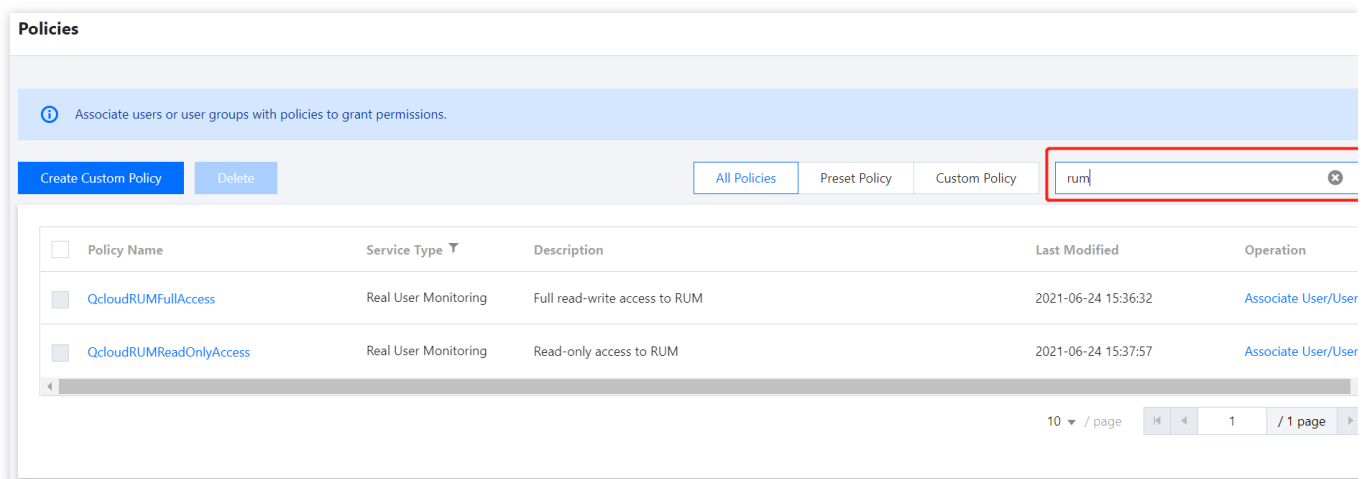 Policies
Associate users or user groups with policies to grant permissions.
Create Custom Policy Delete All Policies Preset Policy Custom Policy rum
Policy Name Service Type Description Last Modified Operation
QcloudRUMFullAccess Real User Monitoring Full read-write access to RUM 2021-06-24 15:36:32 Associate User/User
QcloudRUMReadOnlyAccess Real User Monitoring Read-only access to RUM 2021-06-24 15:37:57 Associate User/User
10 / page 1 / 1 page